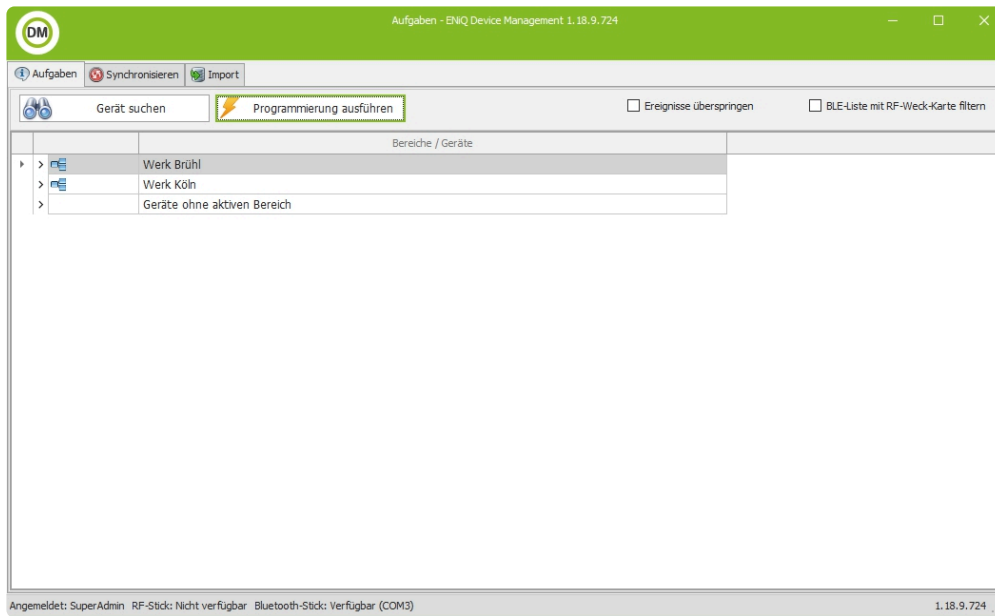 DM
Aufgaben - ENiQ Device Management 1.18.9.724
Aufgaben Synchronisieren Import
Gerät suchen Programmierung ausführen Ereignisse überspringen BLE-Liste mit RF-Weck-Karte filtern
Bereiche / Geräte
Werk Brühl
Werk Köln
Geräte ohne aktiven Bereich
Angemeldet: SuperAdmin RF-Stick: Nicht verfügbar Bluetooth-Stick: Verfügbar (COM3) 1.18.9.724